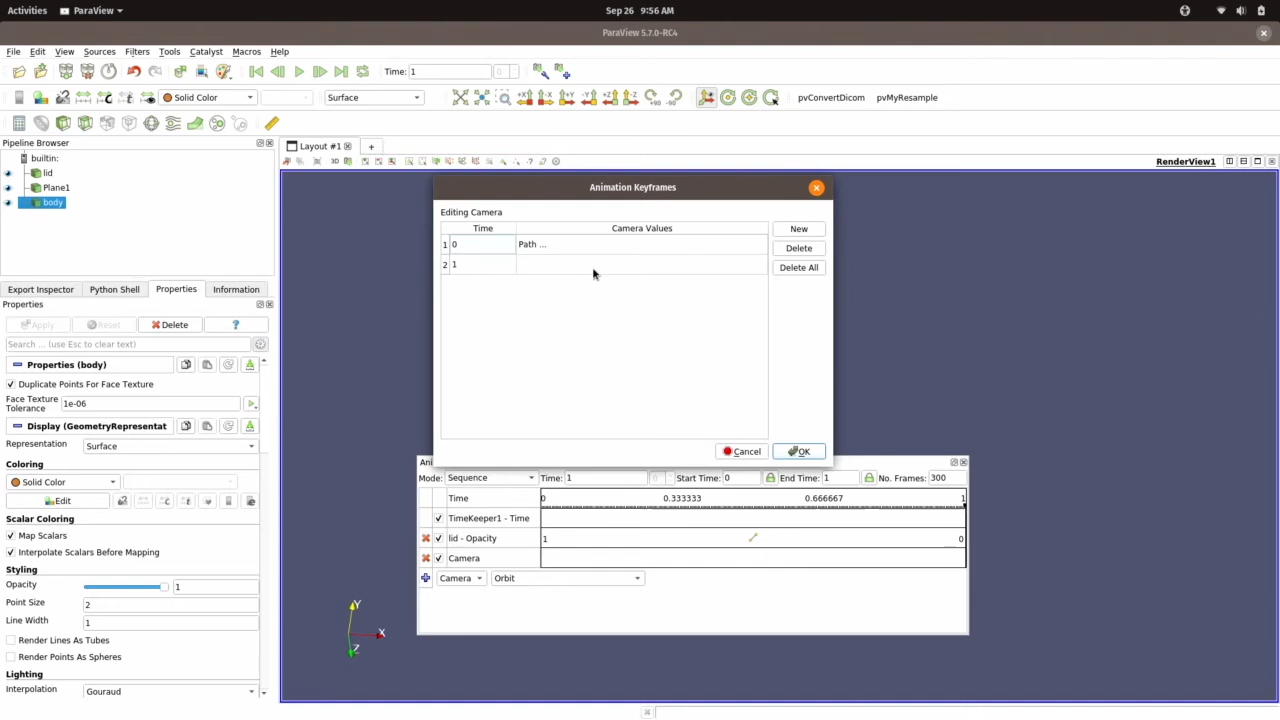 Activities ParaView Sep 26 9:56 AM
ParaView 5.7.0-RC4
File Edit View Sources Filters Tools Catalyst Macros Help
Time: 1 0
Solid Color Surface pvConvertDicom pvMyResample
Pipeline Browser
Layout #1 +
builtin:
3D
RenderView1
lid
Plane1
body
Animation Keyframes
Editing Camera
Time Camera Values New
1 0 Path ...
Delete
2 1
Delete All
Export Inspector Python Shell Properties Information
Properties
Apply Reset Delete ?
Search ... (use Esc to clear text)
Properties (body)
Duplicate Points For Face Texture
Face Texture
Tolerance 1e-06
Display (GeometryRepresentat
Representation Surface
Coloring
Solid Color
Edit
Scalar Coloring
Map Scalars
Interpolate Scalars Before Mapping
Styling
Opacity 1
Point Size 2
Line Width 1
Render Lines As Tubes
Render Points As Spheres
Lighting
Interpolation Gouraud
Cancel OK
Ani
Mode: Sequence Time: 1 0 Start Time: 0 End Time: 1 No. Frames: 300
Time 0 0.333333 0.666667 1
TimeKeeper1 - Time
lid - Opacity 1 0
Camera
Camera Orbit
Y
X
Z